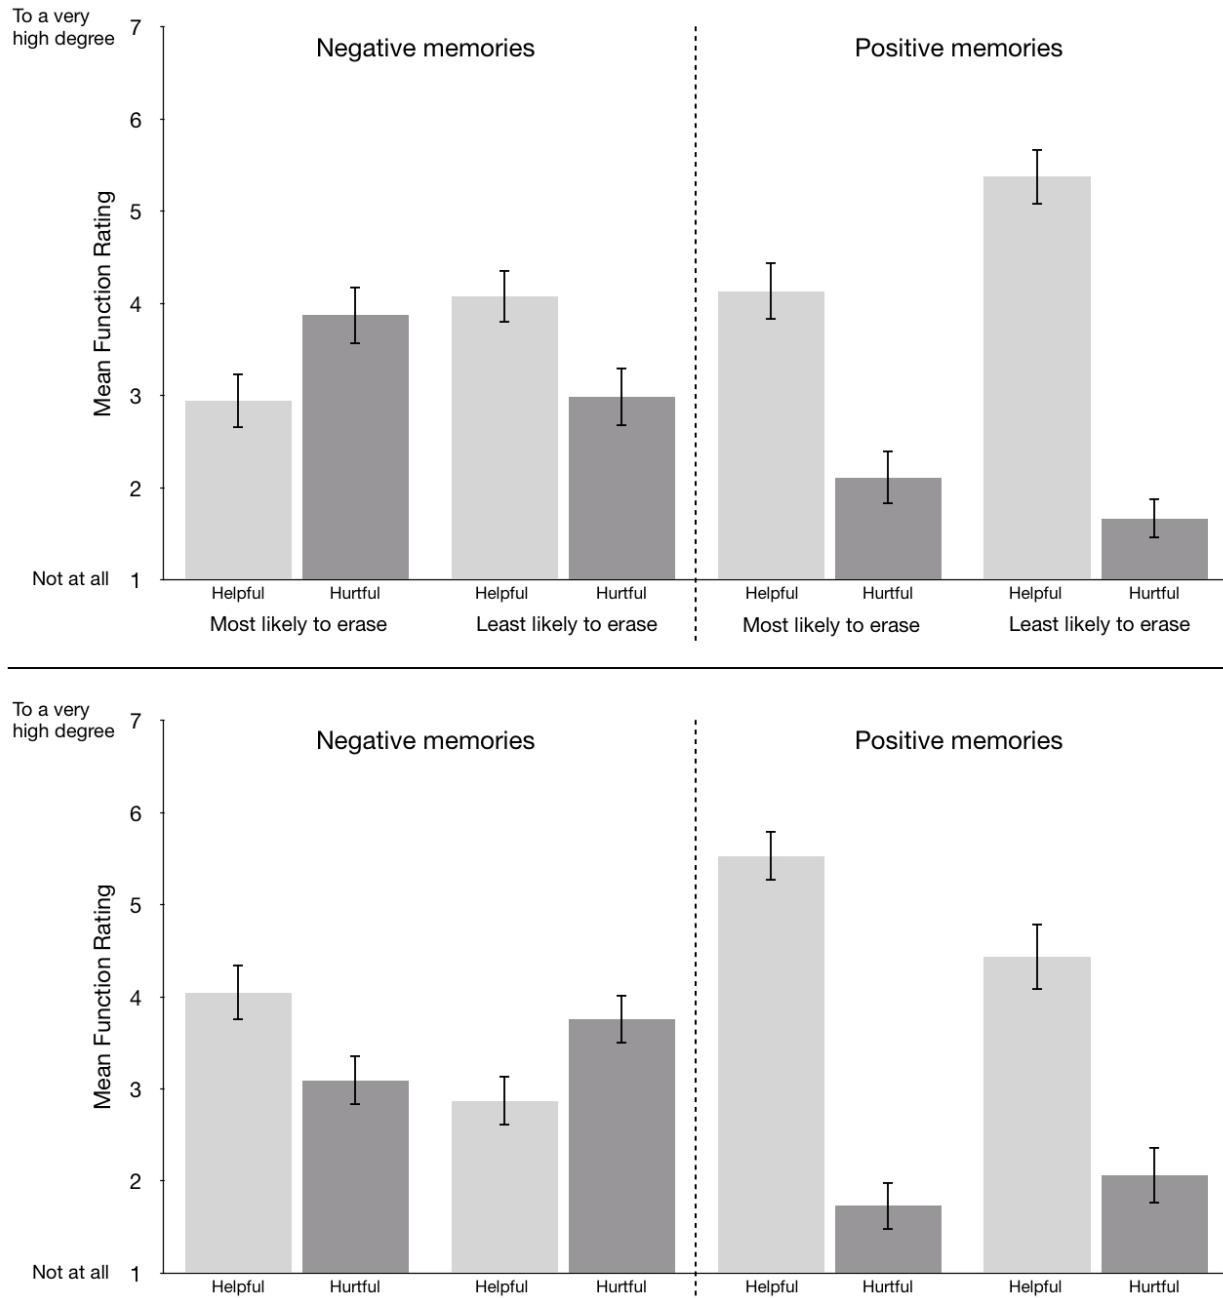 To a very
high degree
7
Negative memories
Positive memories
6
5
4
3
2
Not at all 1
Mean Function Rating
Helpful Hurtful Helpful Hurtful Helpful Hurtful Helpful Hurtful
Most likely to erase Least likely to erase Most likely to erase Least likely to erase
To a very
high degree
7
Negative memories
Positive memories
6
5
4
3
2
Not at all 1
Mean Function Rating
Helpful Hurtful Helpful Hurtful Helpful Hurtful Helpful Hurtful